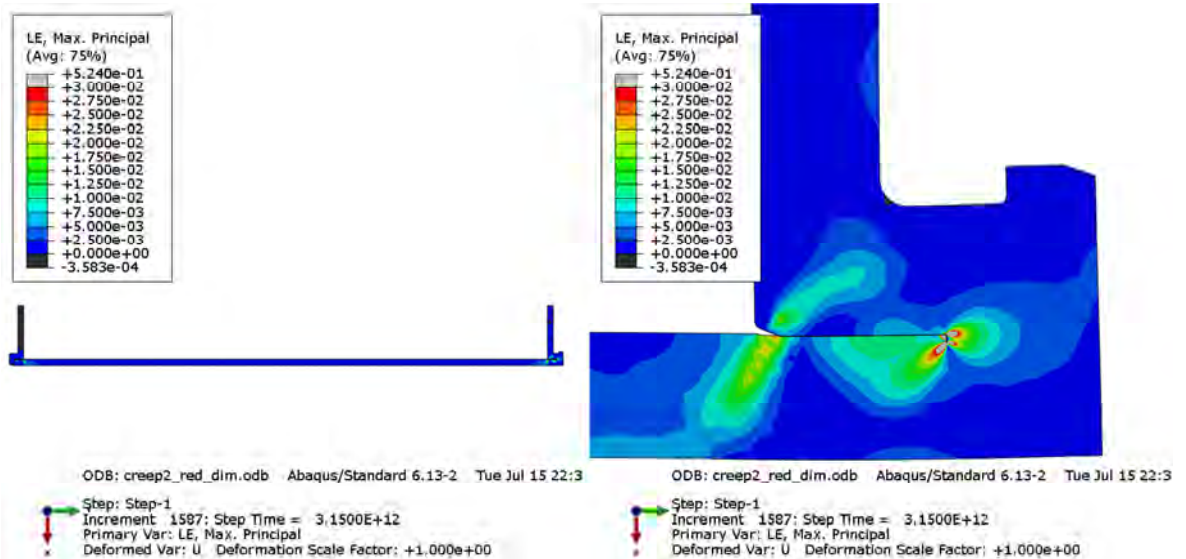 LE, Max. Principal
(Avg: 75%)
+5.240e-01
+3.000e-02
+2.750e-02
+2.500e-02
+2.250e-02
+2.000e-02
+1.750e-02
+1.500e-02
+1.250e-02
+1.000e-02
+7.500e-03
+5.000e-03
+2.500e-03
+0.000e+00
-3.583e-04
ODB: creep2_red_dim.odb Abaqus/Standard 6.13-2 Tue Jul 15 22:3
Step: Step-1
Increment 1587: Step Time = 3.1500E+12
Primary Var: LE, Max. Principal
Deformed Var: U Deformation Scale Factor: +1.000e+00
LE, Max. Principal
(Avg: 75%)
+5.240e-01
+3.000e-02
+2.750e-02
+2.500e-02
+2.250e-02
+2.000e-02
+1.750e-02
+1.500e-02
+1.250e-02
+1.000e-02
+7.500e-03
+5.000e-03
+2.500e-03
+0.000e+00
-3.583e-04
ODB: creep2_red_dim.odb Abaqus/Standard 6.13-2 Tue Jul 15 22:3
Step: Step-1
Increment 1587: Step Time = 3.1500E+12
Primary Var: LE, Max. Principal
Deformed Var: U Deformation Scale Factor: +1.000e+00